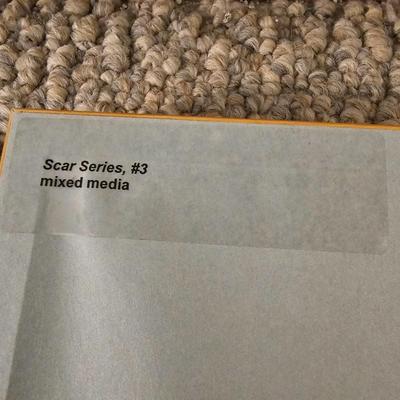 Scar Series, #3
mixed media